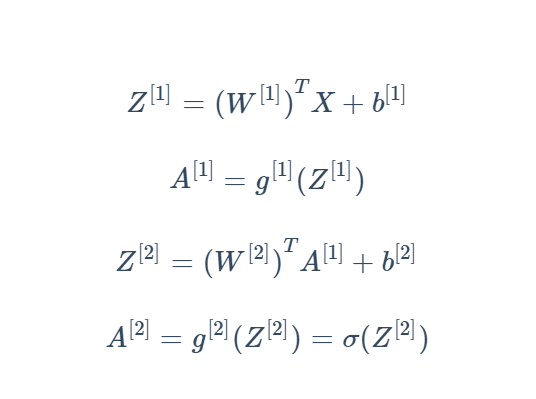 Z^{[1]} = (W^{[1]})^T X + b^{[1]}
A^{[1]} = g^{[1]}(Z^{[1]})
Z^{[2]} = (W^{[2]})^T A^{[1]} + b^{[2]}
A^{[2]} = g^{[2]}(Z^{[2]}) = σ(Z^{[2]})